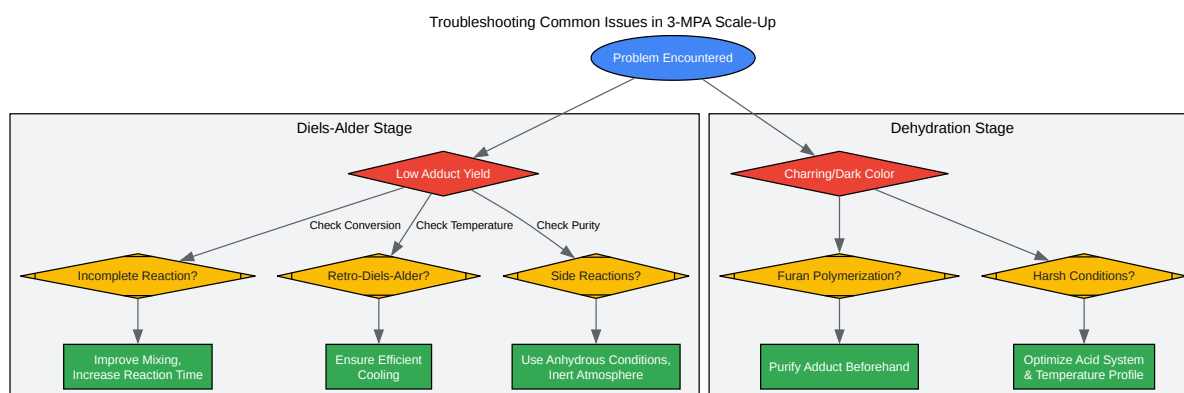 Troubleshooting Common Issues in 3-MPA Scale-Up
Problem Encountered
Diels-Alder Stage
Dehydration Stage
Low Adduct Yield
Charring/Dark Color
Check Conversion
Check Temperature
Check Purity
Incomplete Reaction?
Retro-Diels-Alder?
Side Reactions?
Furan Polymerization?
Harsh Conditions?
Improve Mixing,
Increase Reaction Time
Ensure Efficient
Cooling
Use Anhydrous Conditions,
Inert Atmosphere
Purify Adduct Beforehand
Optimize Acid System
& Temperature Profile